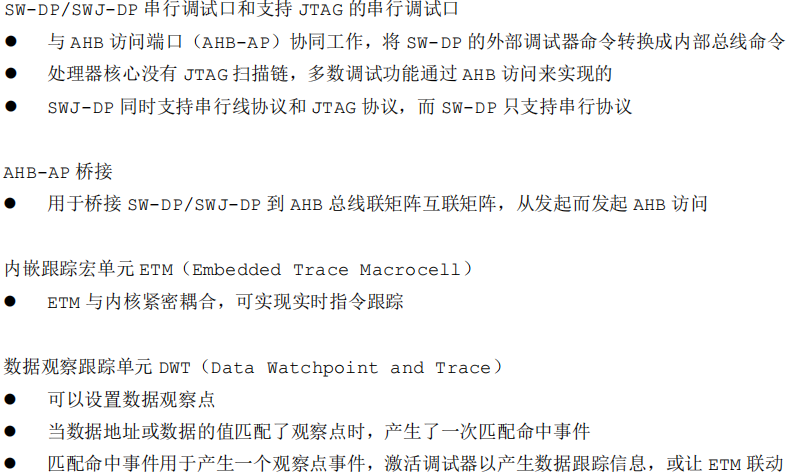 SW-DP/SWJ-DP 串行调试口和支持 JTAG 的串行调试口
● 与 AHB 访问端口（AHB-AP）协同工作，将 SW-DP 的外部调试器命令转换成内部总线命令
● 处理器核心没有 JTAG 扫描链，多数调试功能通过 AHB 访问来实现的
● SWJ-DP 同时支持串行线协议和 JTAG 协议，而 SW-DP 只支持串行协议
AHB-AP 桥接
● 用于桥接 SW-DP/SWJ-DP 到 AHB 总线联矩阵互联矩阵，从发起而发起 AHB 访问
内嵌跟踪宏单元 ETM（Embedded Trace Macrocell）
● ETM 与内核紧密耦合，可实现实时指令跟踪
数据观察跟踪单元 DWT（Data Watchpoint and Trace）
● 可以设置数据观察点
● 当数据地址或数据的值匹配了观察点时，产生了一次匹配命中事件
● 匹配命中事件用于产生一个观察点事件，激活调试器以产生数据跟踪信息，或让 ETM 联动